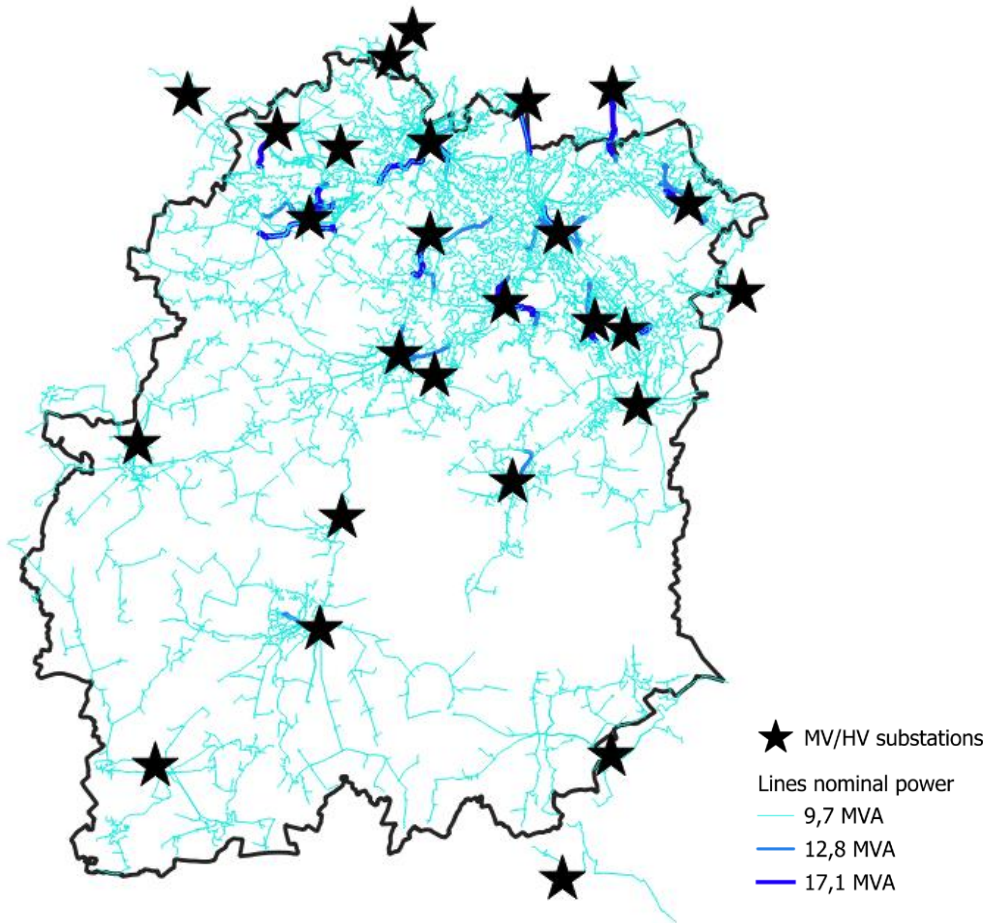 MV/HV substations
Lines nominal power
9,7 MVA
12,8 MVA
17,1 MVA